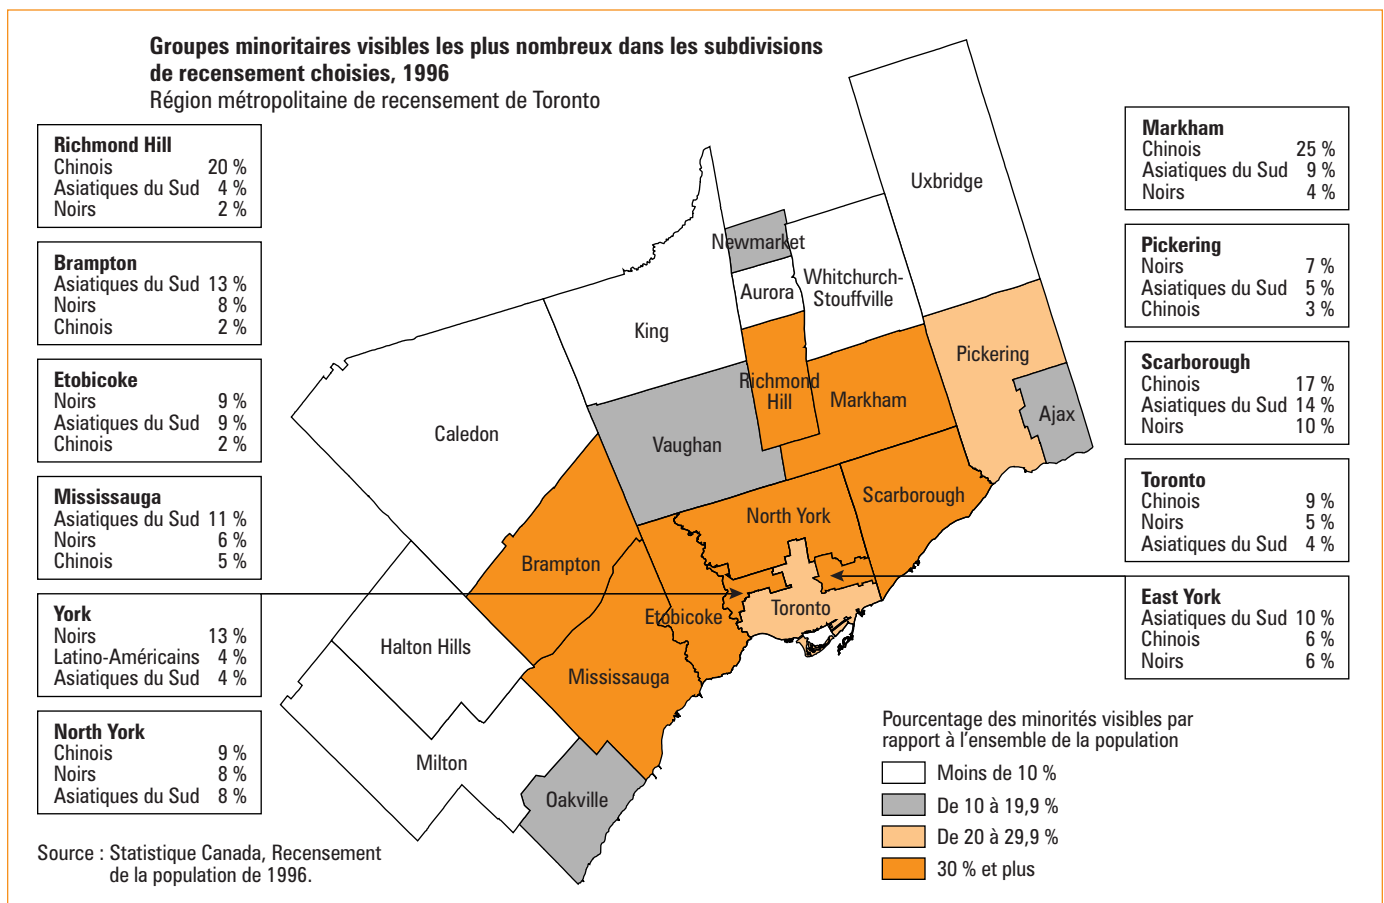 Groupes minoritaires visibles les plus nombreux dans les subdivisions
de recensement choisies, 1996
Région métropolitaine de recensement de Toronto
Richmond Hill
Chinois 20 %
Asiatiques du Sud 4 %
Noirs 2 %
Brampton
Asiatiques du Sud 13 %
Noirs 8 %
Chinois 2 %
Etobicoke
Noirs 9 %
Asiatiques du Sud 9 %
Chinois 2 %
Mississauga
Asiatiques du Sud 11 %
Noirs 6 %
Chinois 5 %
York
Noirs 13 %
Latino-Américains 4 %
Asiatiques du Sud 4 %
North York
Chinois 9 %
Noirs 8 %
Asiatiques du Sud 8 %
Markham
Chinois 25 %
Asiatiques du Sud 9 %
Noirs 4 %
Pickering
Noirs 7 %
Asiatiques du Sud 5 %
Chinois 3 %
Scarborough
Chinois 17 %
Asiatiques du Sud 14 %
Noirs 10 %
Toronto
Chinois 9 %
Noirs 5 %
Asiatiques du Sud 4 %
East York
Asiatiques du Sud 10 %
Chinois 6 %
Noirs 6 %
Uxbridge
Newmarket
Whitchurch-
Stouffville
Aurora
King
Pickering
Richmond
Hill
Markham
Ajax
Caledon
Vaughan
Scarborough
North York
Brampton
Toronto
Etobicoke
Halton Hills
Mississauga
Milton
Oakville
Pourcentage des minorités visibles par
rapport à l'ensemble de la population
Moins de 10 %
De 10 à 19,9 %
De 20 à 29,9 %
30 % et plus
Source : Statistique Canada, Recensement
de la population de 1996.